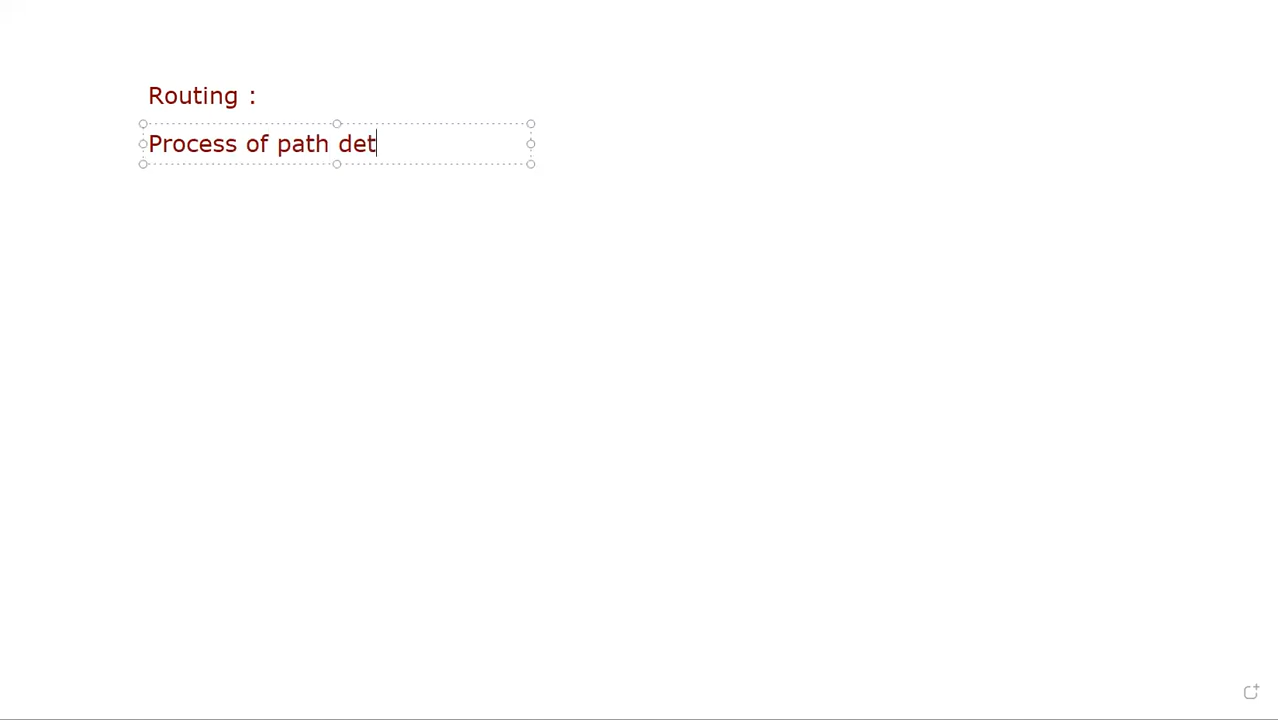 Routing :
Process of path det